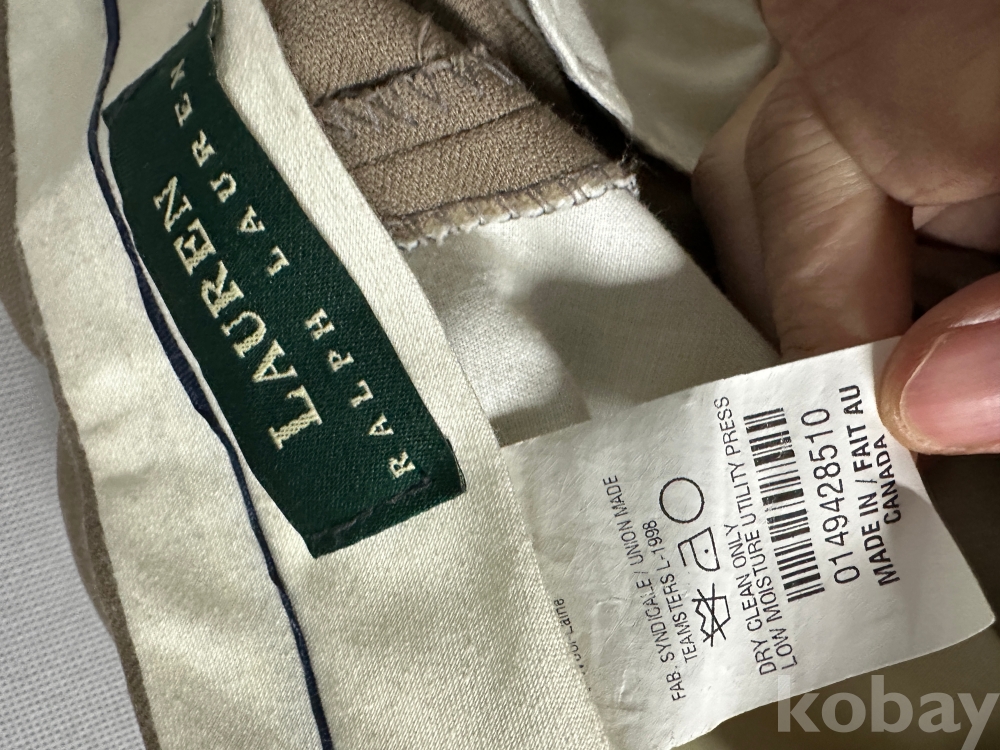 LAUREN
RALPH LAUREN
FAB. SYNDICALE / UNION MADE
TEAMSTERS L-1998
DRY CLEAN ONLY
LOW MOISTURE UTILITY PRESS
0149428510
MADE IN / FAIT AU
CANADA
kobay